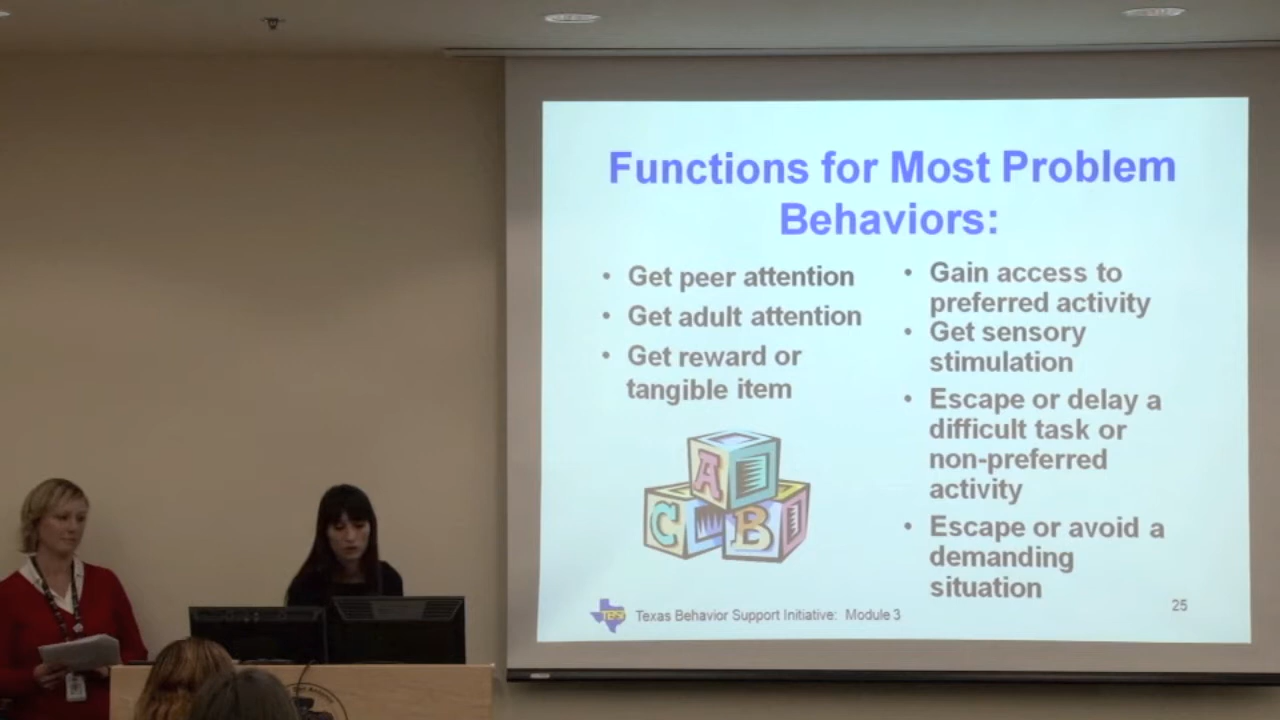 Functions for Most Problem
Behaviors:
• Get peer attention
• Get adult attention
• Get reward or
tangible item
• Gain access to
preferred activity
• Get sensory
stimulation
• Escape or delay a
difficult task or
non-preferred
activity
• Escape or avoid a
demanding
situation
A
C
B
Texas Behavior Support Initiative: Module 3
25